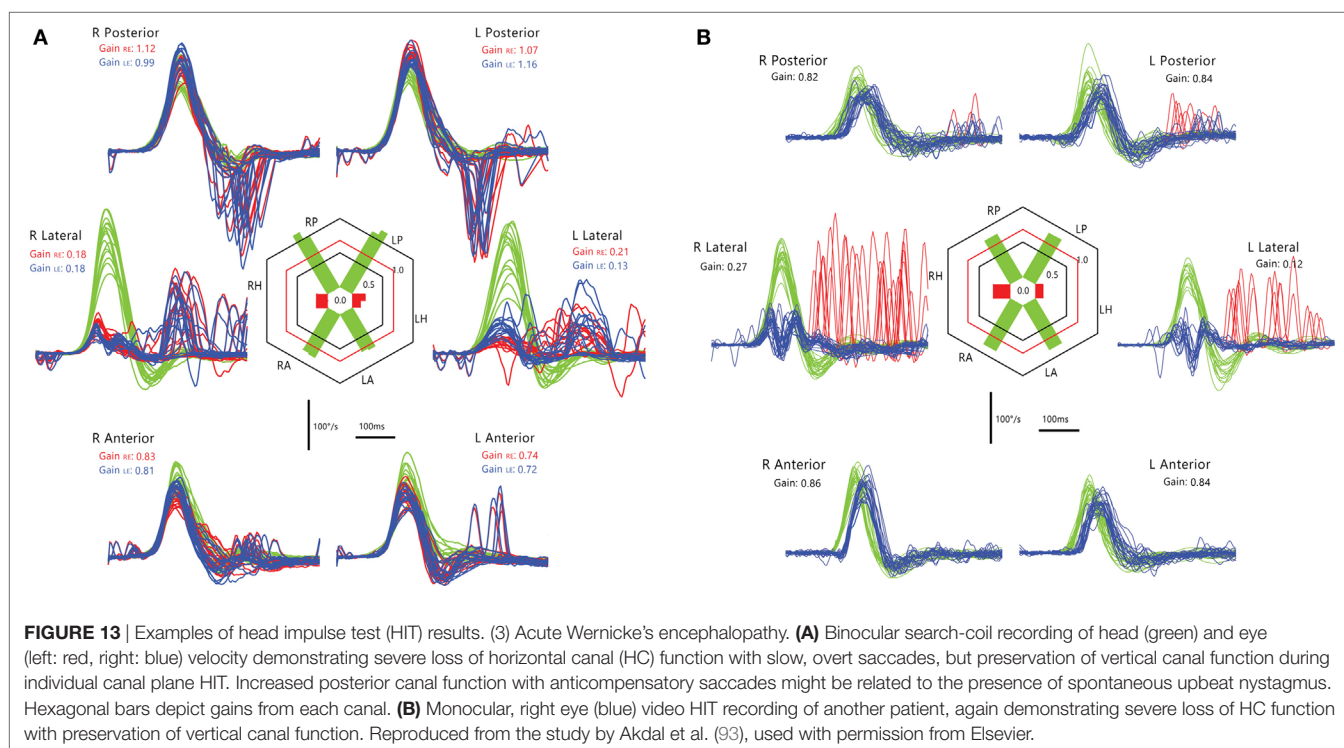 A
R Posterior
Gain RE: 1.12
Gain LE: 0.99
L Posterior
Gain RE: 1.07
Gain LE: 1.16
R Lateral
Gain RE: 0.18
Gain LE: 0.18
L Lateral
Gain RE: 0.21
Gain LE: 0.13
RP
LP
RH
LH
RA
LA
1.0
0.5
0.0
100°/s
100ms
R Anterior
Gain RE: 0.83
Gain LE: 0.81
L Anterior
Gain RE: 0.74
Gain LE: 0.72
B
R Posterior
Gain: 0.82
L Posterior
Gain: 0.84
R Lateral
Gain: 0.27
L Lateral
Gain: 0.12
RP
LP
RH
LH
RA
LA
1.0
0.5
0.0
100°/s
100ms
R Anterior
Gain: 0.86
L Anterior
Gain: 0.84
FIGURE 13 | Examples of head impulse test (HIT) results. (3) Acute Wernicke's encephalopathy. (A) Binocular search-coil recording of head (green) and eye
(left: red, right: blue) velocity demonstrating severe loss of horizontal canal (HC) function with slow, overt saccades, but preservation of vertical canal function during
individual canal plane HIT. Increased posterior canal function with anticompensatory saccades might be related to the presence of spontaneous upbeat nystagmus.
Hexagonal bars depict gains from each canal. (B) Monocular, right eye (blue) video HIT recording of another patient, again demonstrating severe loss of HC function
with preservation of vertical canal function. Reproduced from the study by Akdal et al. (93), used with permission from Elsevier.